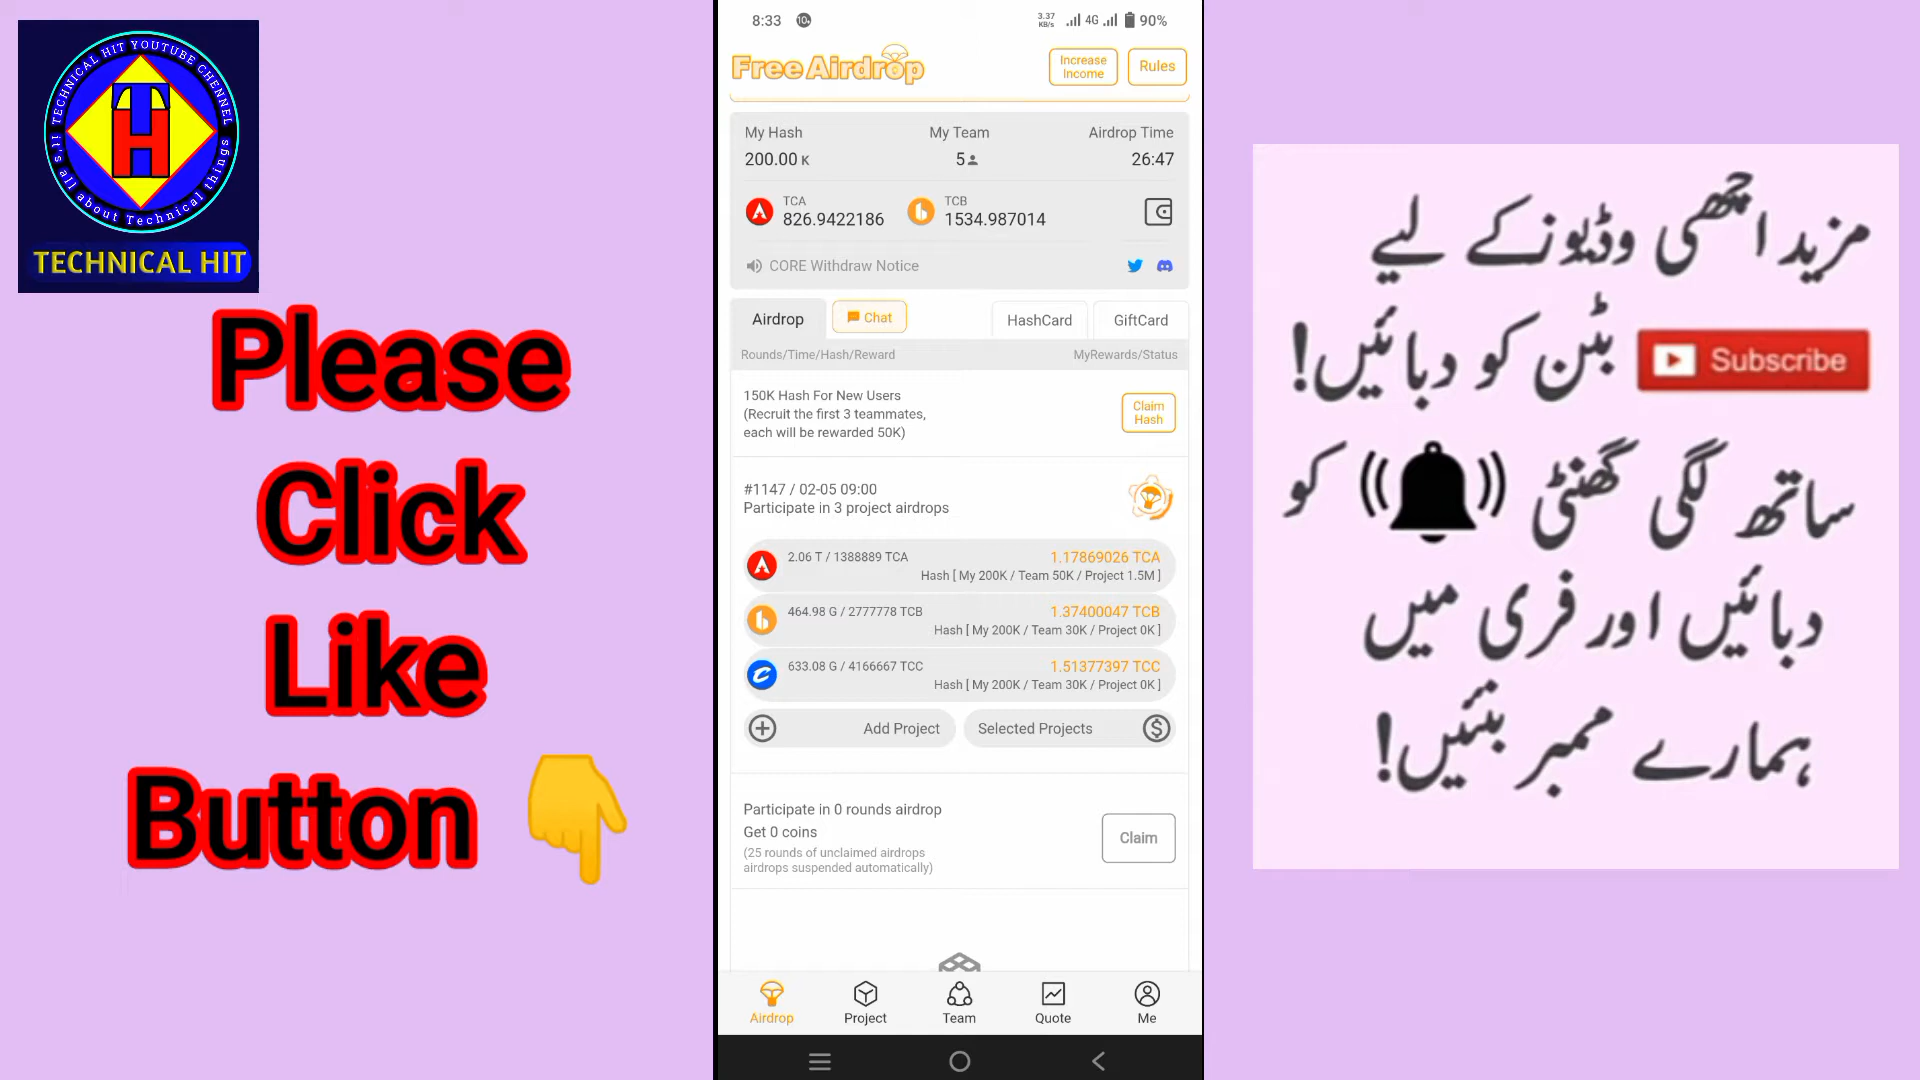 TECHNICAL HIT YOUTUBE CHENNEL
it's all about Technical things
TH
TECHNICAL HIT
Please
Click
Like
Button
8:33
10+
3.37
KB/s
4G
90%
Free Airdrop
Increase
Income
Rules
My Hash
My Team
Airdrop Time
200.00 K
5
26:47
TCA
826.9422186
TCB
1534.987014
CORE Withdraw Notice
Airdrop
Chat
HashCard
GiftCard
Rounds/Time/Hash/Reward
MyRewards/Status
150K Hash For New Users
(Recruit the first 3 teammates,
each will be rewarded 50K)
Claim
Hash
#1147 / 02-05 09:00
Participate in 3 project airdrops
2.06 T / 1388889 TCA
1.17869026 TCA
Hash [ My 200K / Team 50K / Project 1.5M ]
464.98 G / 2777778 TCB
1.37400047 TCB
Hash [ My 200K / Team 30K / Project 0K ]
633.08 G / 4166667 TCC
1.51377397 TCC
Hash [ My 200K / Team 30K / Project 0K ]
Add Project
Selected Projects
Participate in 0 rounds airdrop
Get 0 coins
(25 rounds of unclaimed airdrops
airdrops suspended automatically)
Claim
Airdrop
Project
Team
Quote
Me
مزید اچھی وڈیوز کے لیے
Subscribe بٹن کو دبائیں!
ساتھ لگی گھنٹی کو
دبائیں اور فری میں
ہمارے ممبر بنئیں!